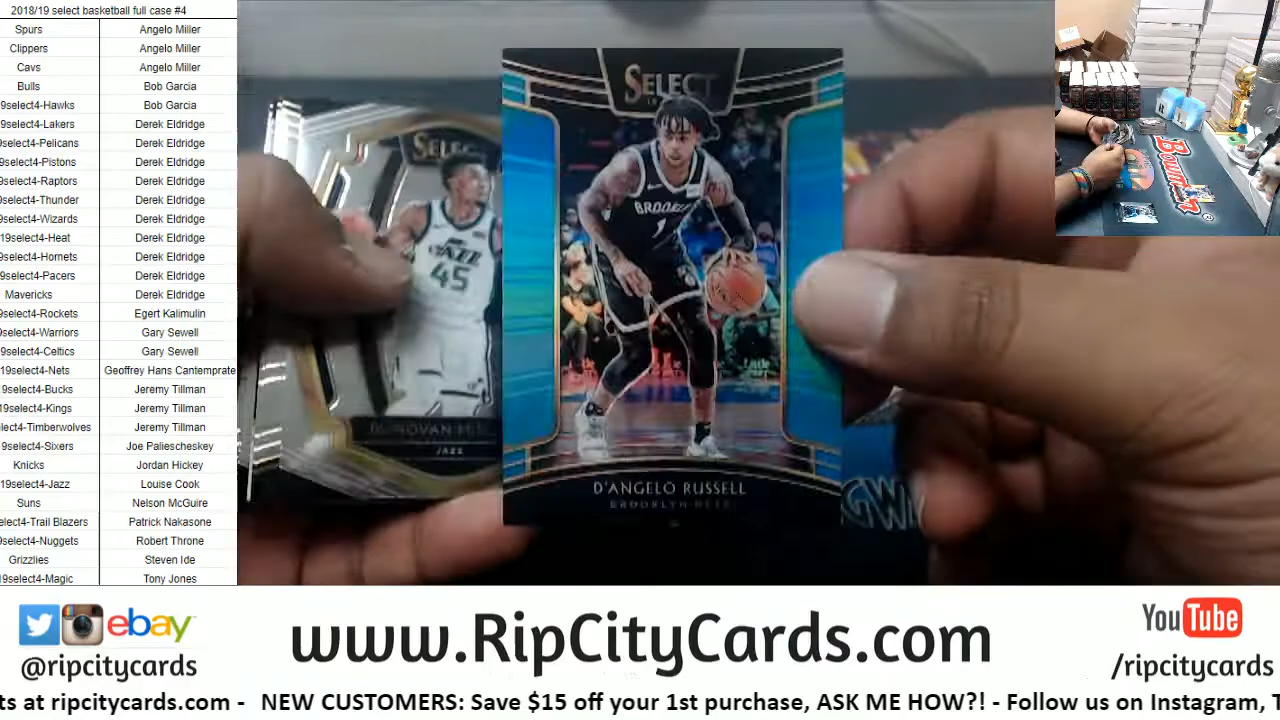 2018/19 select basketball full case #4
Spurs Angelo Miller
Clippers Angelo Miller
Cavs Angelo Miller
Bulls Bob Garcia
9select4-Hawks Bob Garcia
9select4-Lakers Derek Eldridge
9select4-Pelicans Derek Eldridge
9select4-Pistons Derek Eldridge
9select4-Raptors Derek Eldridge
9select4-Thunder Derek Eldridge
9select4-Wizards Derek Eldridge
19select4-Heat Derek Eldridge
9select4-Hornets Derek Eldridge
9select4-Pacers Derek Eldridge
Mavericks Derek Eldridge
9select4-Rockets Egert Kalimulin
select4-Warriors Gary Sewell
9select4-Celtics Gary Sewell
19select4-Nets Geoffrey Hans Cantemprate
9select4-Bucks Jeremy Tillman
9select4-Kings Jeremy Tillman
lect4-Timberwolves Jeremy Tillman
9select4-Sixers Joe Paliescheskey
Knicks Jordan Hickey
19select4-Jazz Louise Cook
Suns Nelson McGuire
elect4-Trail Blazers Patrick Nakasone
9select4-Nuggets Robert Throne
Grizzlies Steven Ide
19select4-Magic Tony Jones
SELECT
JAZZ
45
DONOVAN
JAZZ
SELECT
BROOKLYN
1
D'ANGELO RUSSELL
BROOKLYN NETS
GW
Bowman
ebay
@ripcitycards
www.RipCityCards.com
YouTube
/ripcitycards
ts at ripcitycards.com - NEW CUSTOMERS: Save $15 off your 1st purchase, ASK ME HOW?! - Follow us on Instagram, T